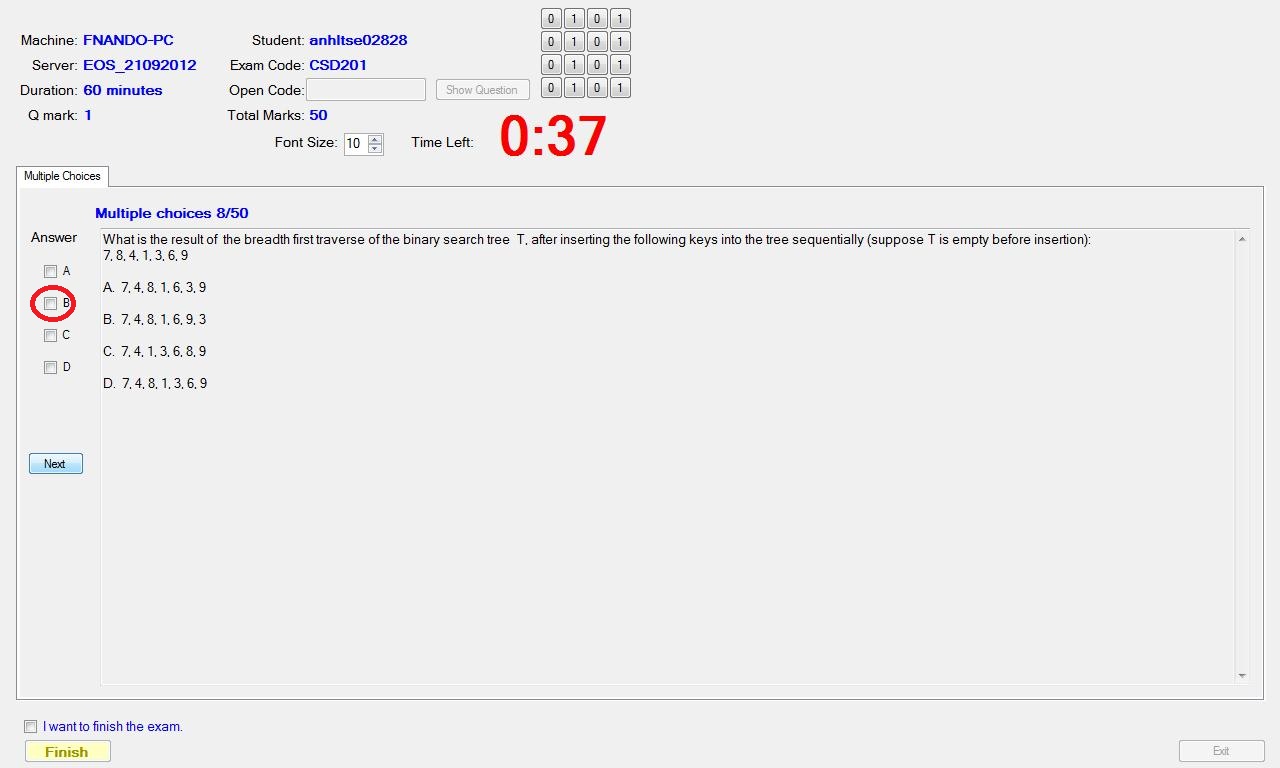 Machine: FNANDO-PC Student: anhltse02828
Server: EOS_21092012 Exam Code: CSD201
Duration: 60 minutes Open Code: Show Question
Q mark: 1 Total Marks: 50
0 1 0 1
0 1 0 1
0 1 0 1
0 1 0 1
Font Size: 10 Time Left: 0:37
Multiple Choices
Multiple choices 8/50
Answer
A
B
C
D
What is the result of the breadth first traverse of the binary search tree T, after inserting the following keys into the tree sequentially (suppose T is empty before insertion):
7, 8, 4, 1, 3, 6, 9
A. 7, 4, 8, 1, 6, 3, 9
B. 7, 4, 8, 1, 6, 9, 3
C. 7, 4, 1, 3, 6, 8, 9
D. 7, 4, 8, 1, 3, 6, 9
Next
I want to finish the exam.
Finish Exit